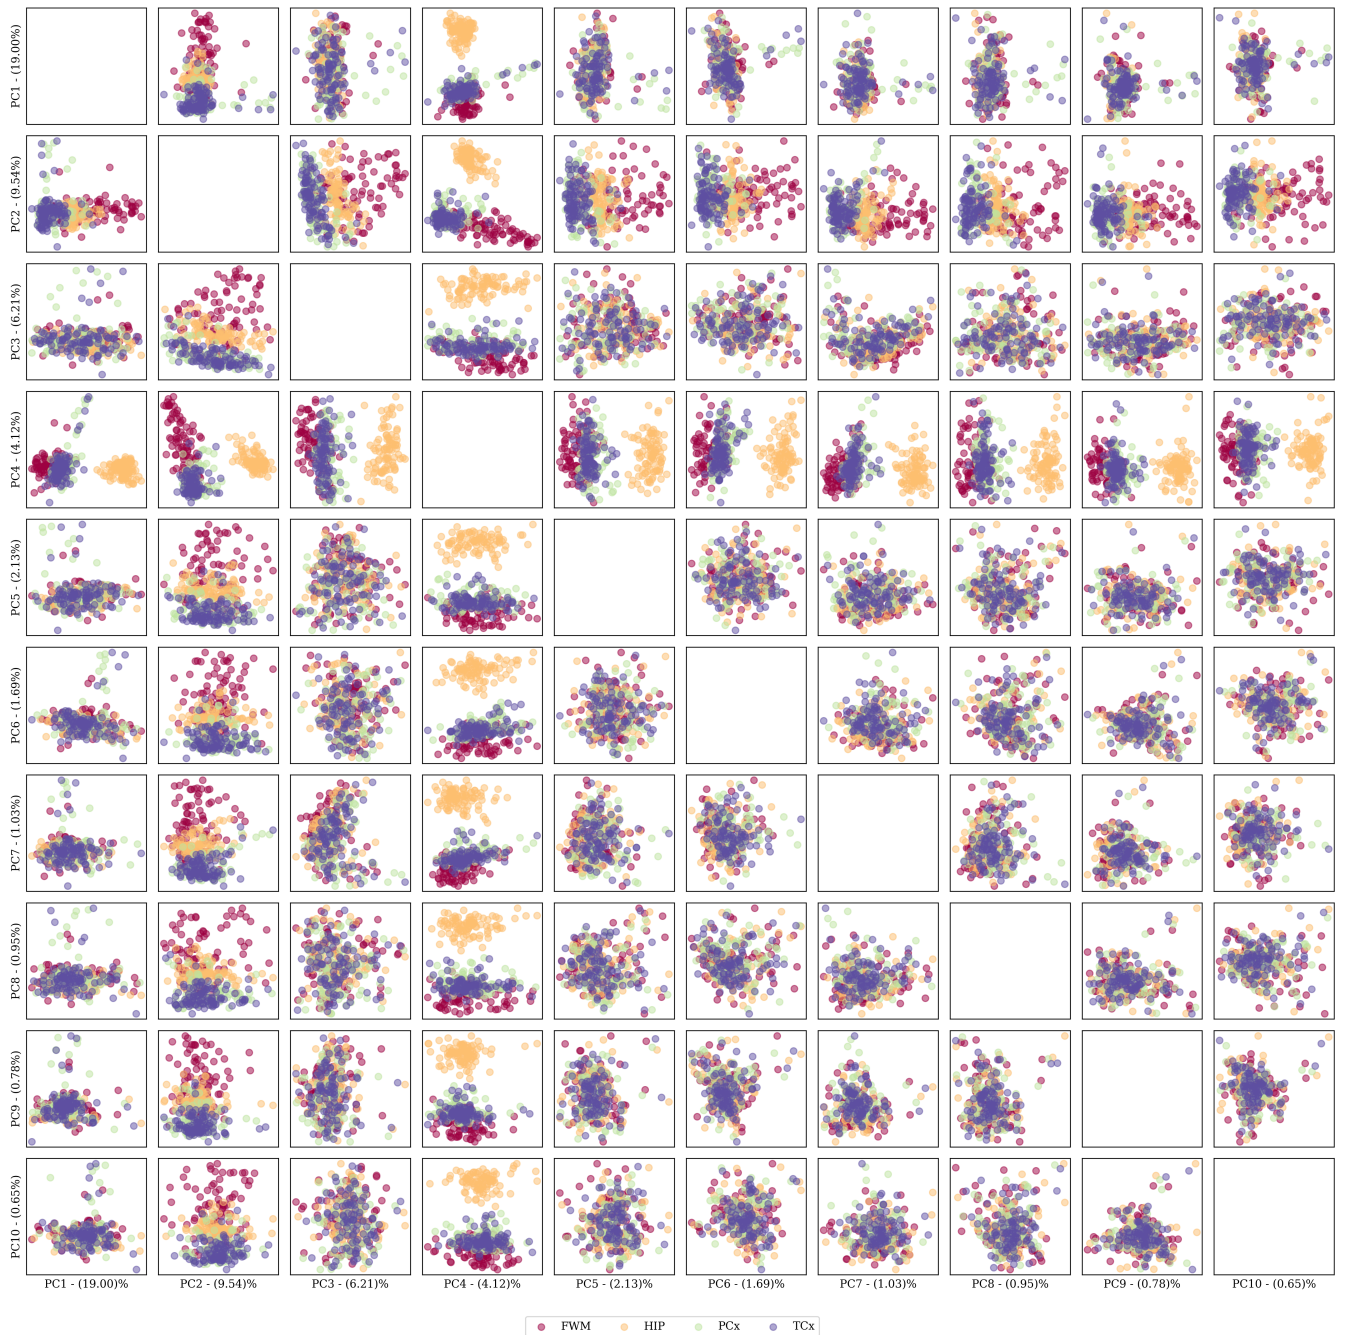 PC1 - (19.00%)
PC2 - (9.54%)
PC3 - (6.21%)
PC4 - (4.12%)
PC5 - (2.13%)
PC6 - (1.69%)
PC7 - (1.03%)
PC8 - (0.95%)
PC9 - (0.78%)
PC10 - (0.65%)
PC1 - (19.00)% PC2 - (9.54)% PC3 - (6.21)% PC4 - (4.12)% PC5 - (2.13)% PC6 - (1.69)% PC7 - (1.03)% PC8 - (0.95)% PC9 - (0.78)% PC10 - (0.65)%
FWM HIP PCx TCx